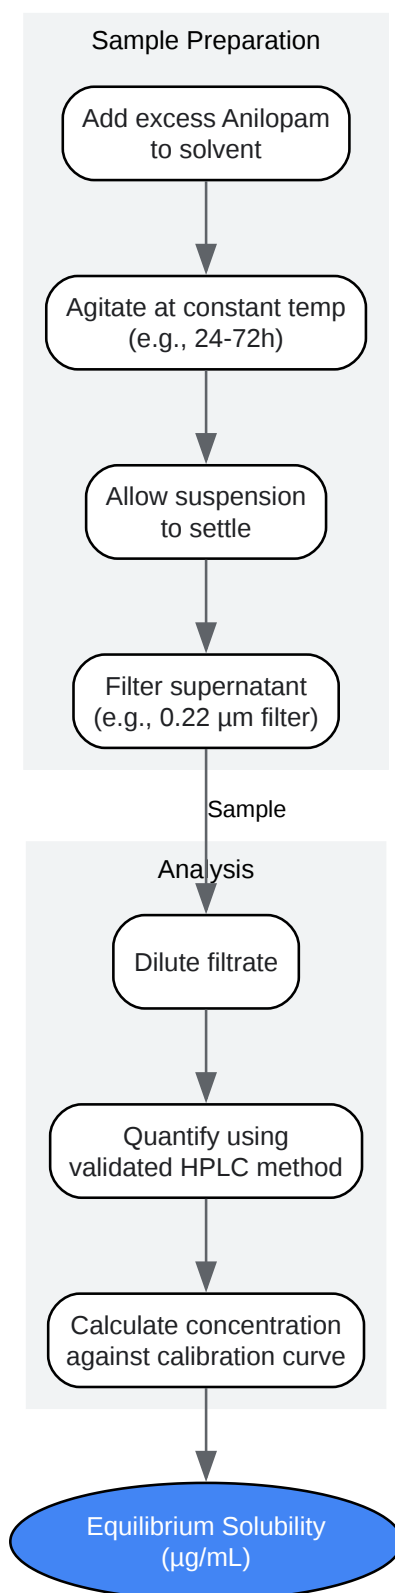 Sample Preparation
Add excess Anilopam
to solvent
Agitate at constant temp
(e.g., 24-72h)
Allow suspension
to settle
Filter supernatant
(e.g., 0.22 µm filter)
Sample
Analysis
Dilute filtrate
Quantify using
validated HPLC method
Calculate concentration
against calibration curve
Equilibrium Solubility
(µg/mL)